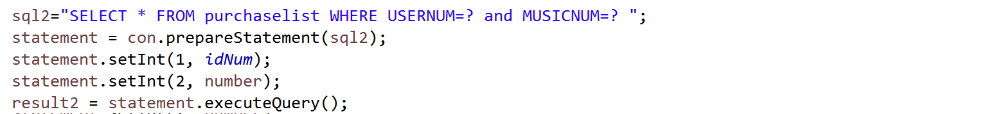 sql2="SELECT * FROM purchaselist WHERE USERNUM=? and MUSICNUM=? ";
statement = con.prepareStatement(sql2);
statement.setInt(1, idNum);
statement.setInt(2, number);
result2 = statement.executeQuery();